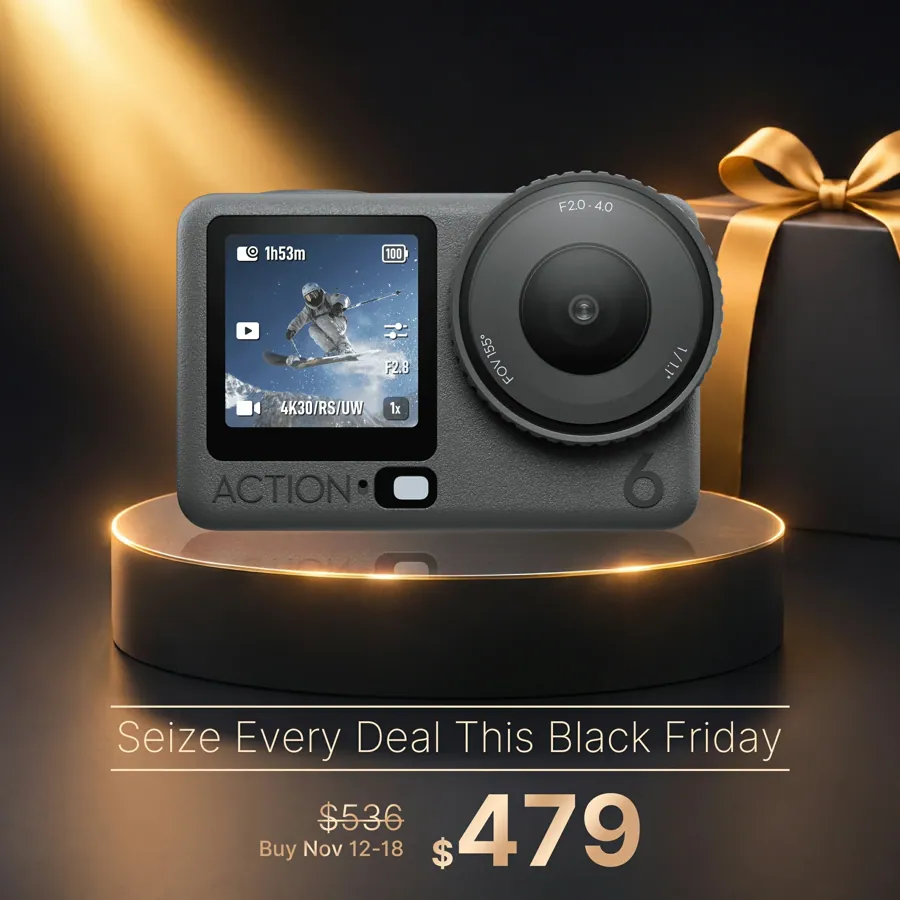 F2.0 - 4.0
FOV 155°
1/1.1"
1h53m
100
F2.8
4K30/RS/UW
1x
ACTION
6
Seize Every Deal This Black Friday
$536
Buy Nov 12-18
$479